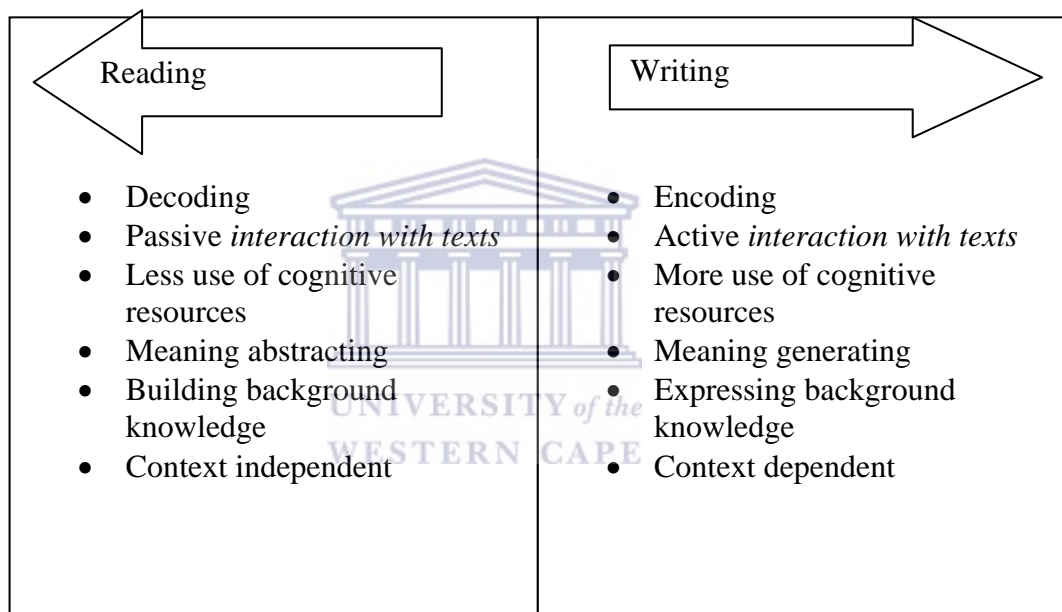 Reading
• Decoding
• Passive interaction with texts
• Less use of cognitive
resources
• Meaning abstracting
• Building background
knowledge
• Context independent
Writing
• Encoding
• Active interaction with texts
• More use of cognitive
resources
• Meaning generating
• Expressing background
knowledge
• Context dependent
UNIVERSITY of the
WESTERN CAPE